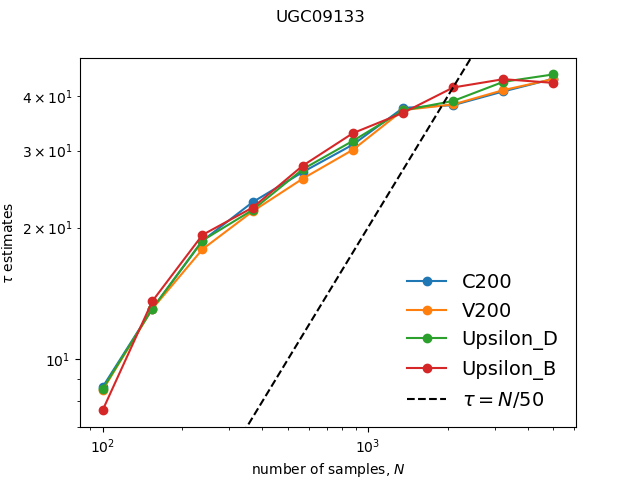 UGC09133
τ estimates
4 × 10¹
3 × 10¹
2 × 10¹
10¹
10²
10³
number of samples, N
C200
V200
Upsilon_D
Upsilon_B
τ = N/50